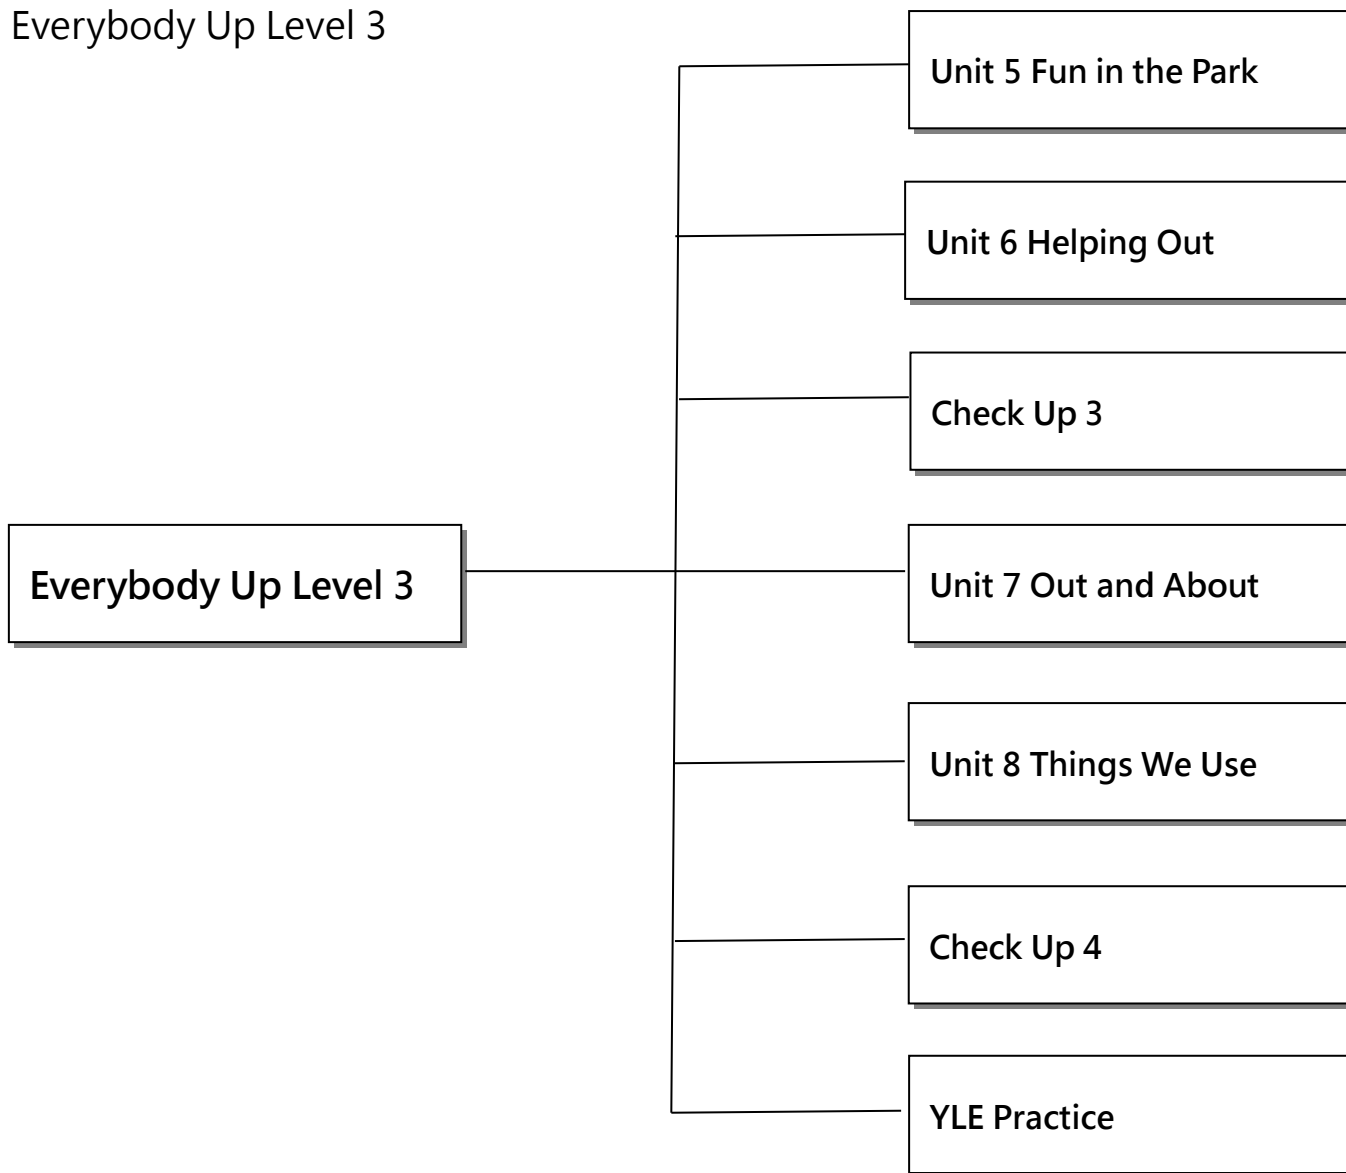 Everybody Up Level 3
Unit 5 Fun in the Park
Unit 6 Helping Out
Check Up 3
Everybody Up Level 3
Unit 7 Out and About
Unit 8 Things We Use
Check Up 4
YLE Practice